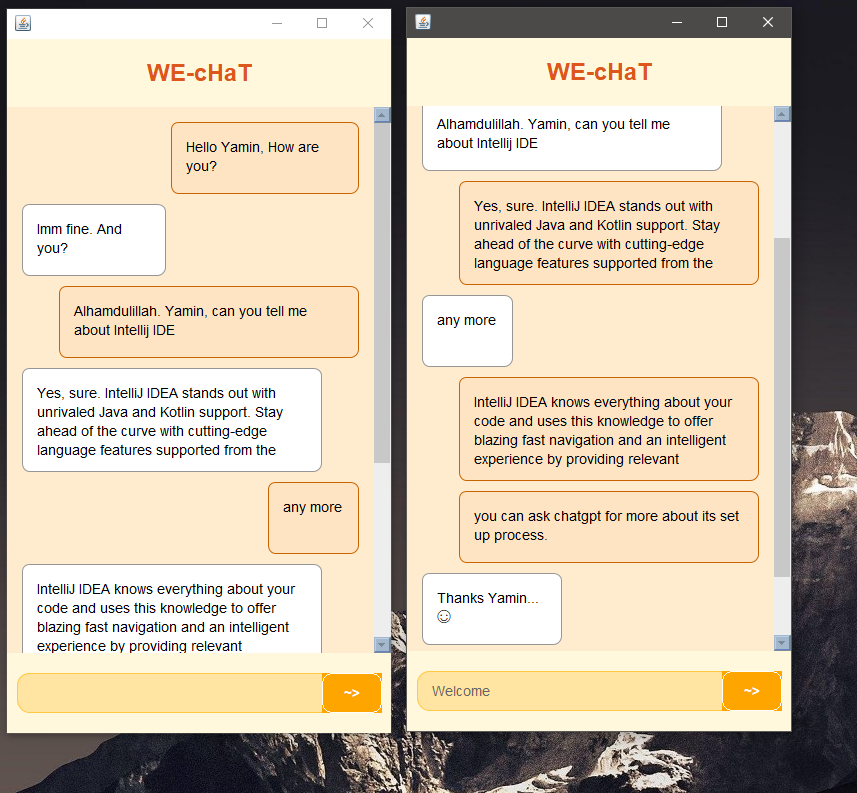 WE-cHaT
Hello Yamin, How are
you?
Imm fine. And
you?
Alhamdulillah. Yamin, can you tell me
about Intellij IDE
Yes, sure. IntelliJ IDEA stands out with
unrivaled Java and Kotlin support. Stay
ahead of the curve with cutting-edge
language features supported from the
any more
IntelliJ IDEA knows everything about your
code and uses this knowledge to offer
blazing fast navigation and an intelligent
experience by providing relevant
~>
WE-cHaT
Alhamdulillah. Yamin, can you tell me
about Intellij IDE
Yes, sure. IntelliJ IDEA stands out with
unrivaled Java and Kotlin support. Stay
ahead of the curve with cutting-edge
language features supported from the
any more
IntelliJ IDEA knows everything about your
code and uses this knowledge to offer
blazing fast navigation and an intelligent
experience by providing relevant
you can ask chatgpt for more about its set
up process.
Thanks Yamin...
☺
Welcome
~>